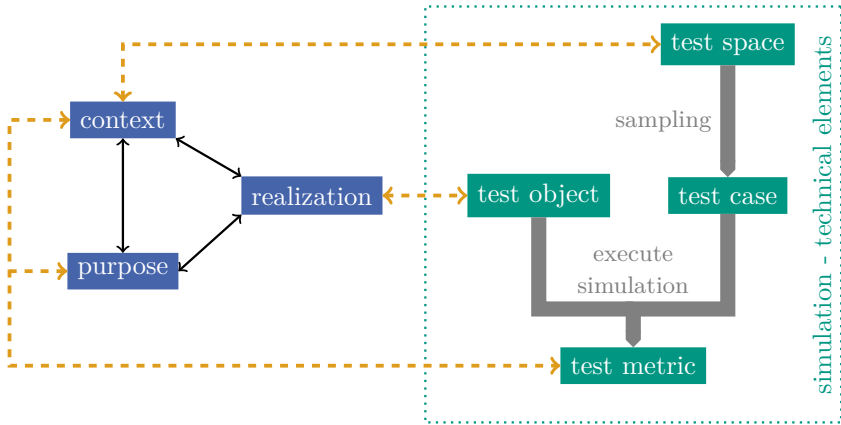 test space
context
sampling
realization
test object
test case
purpose
execute
simulation
test metric
simulation - technical elements